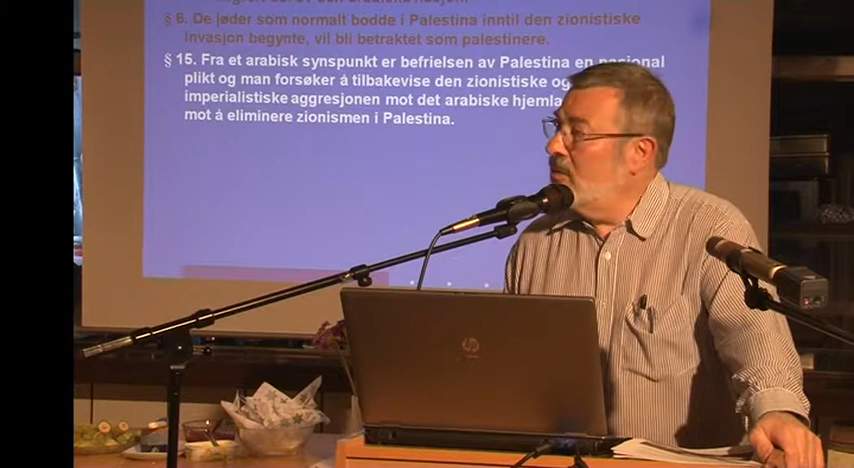 § 6. De jøder som normalt bodde i Palestina inntil den zionistiske
invasjon begynte, vil bli betraktet som palestinere.
§ 15. Fra et arabisk synspunkt er befrielsen av Palestina en nasjonal
plikt og man forsøker å tilbakevise den zionistiske og
imperialistiske aggresjonen mot det arabiske hjemla
mot å eliminere zionismen i Palestina.
hp